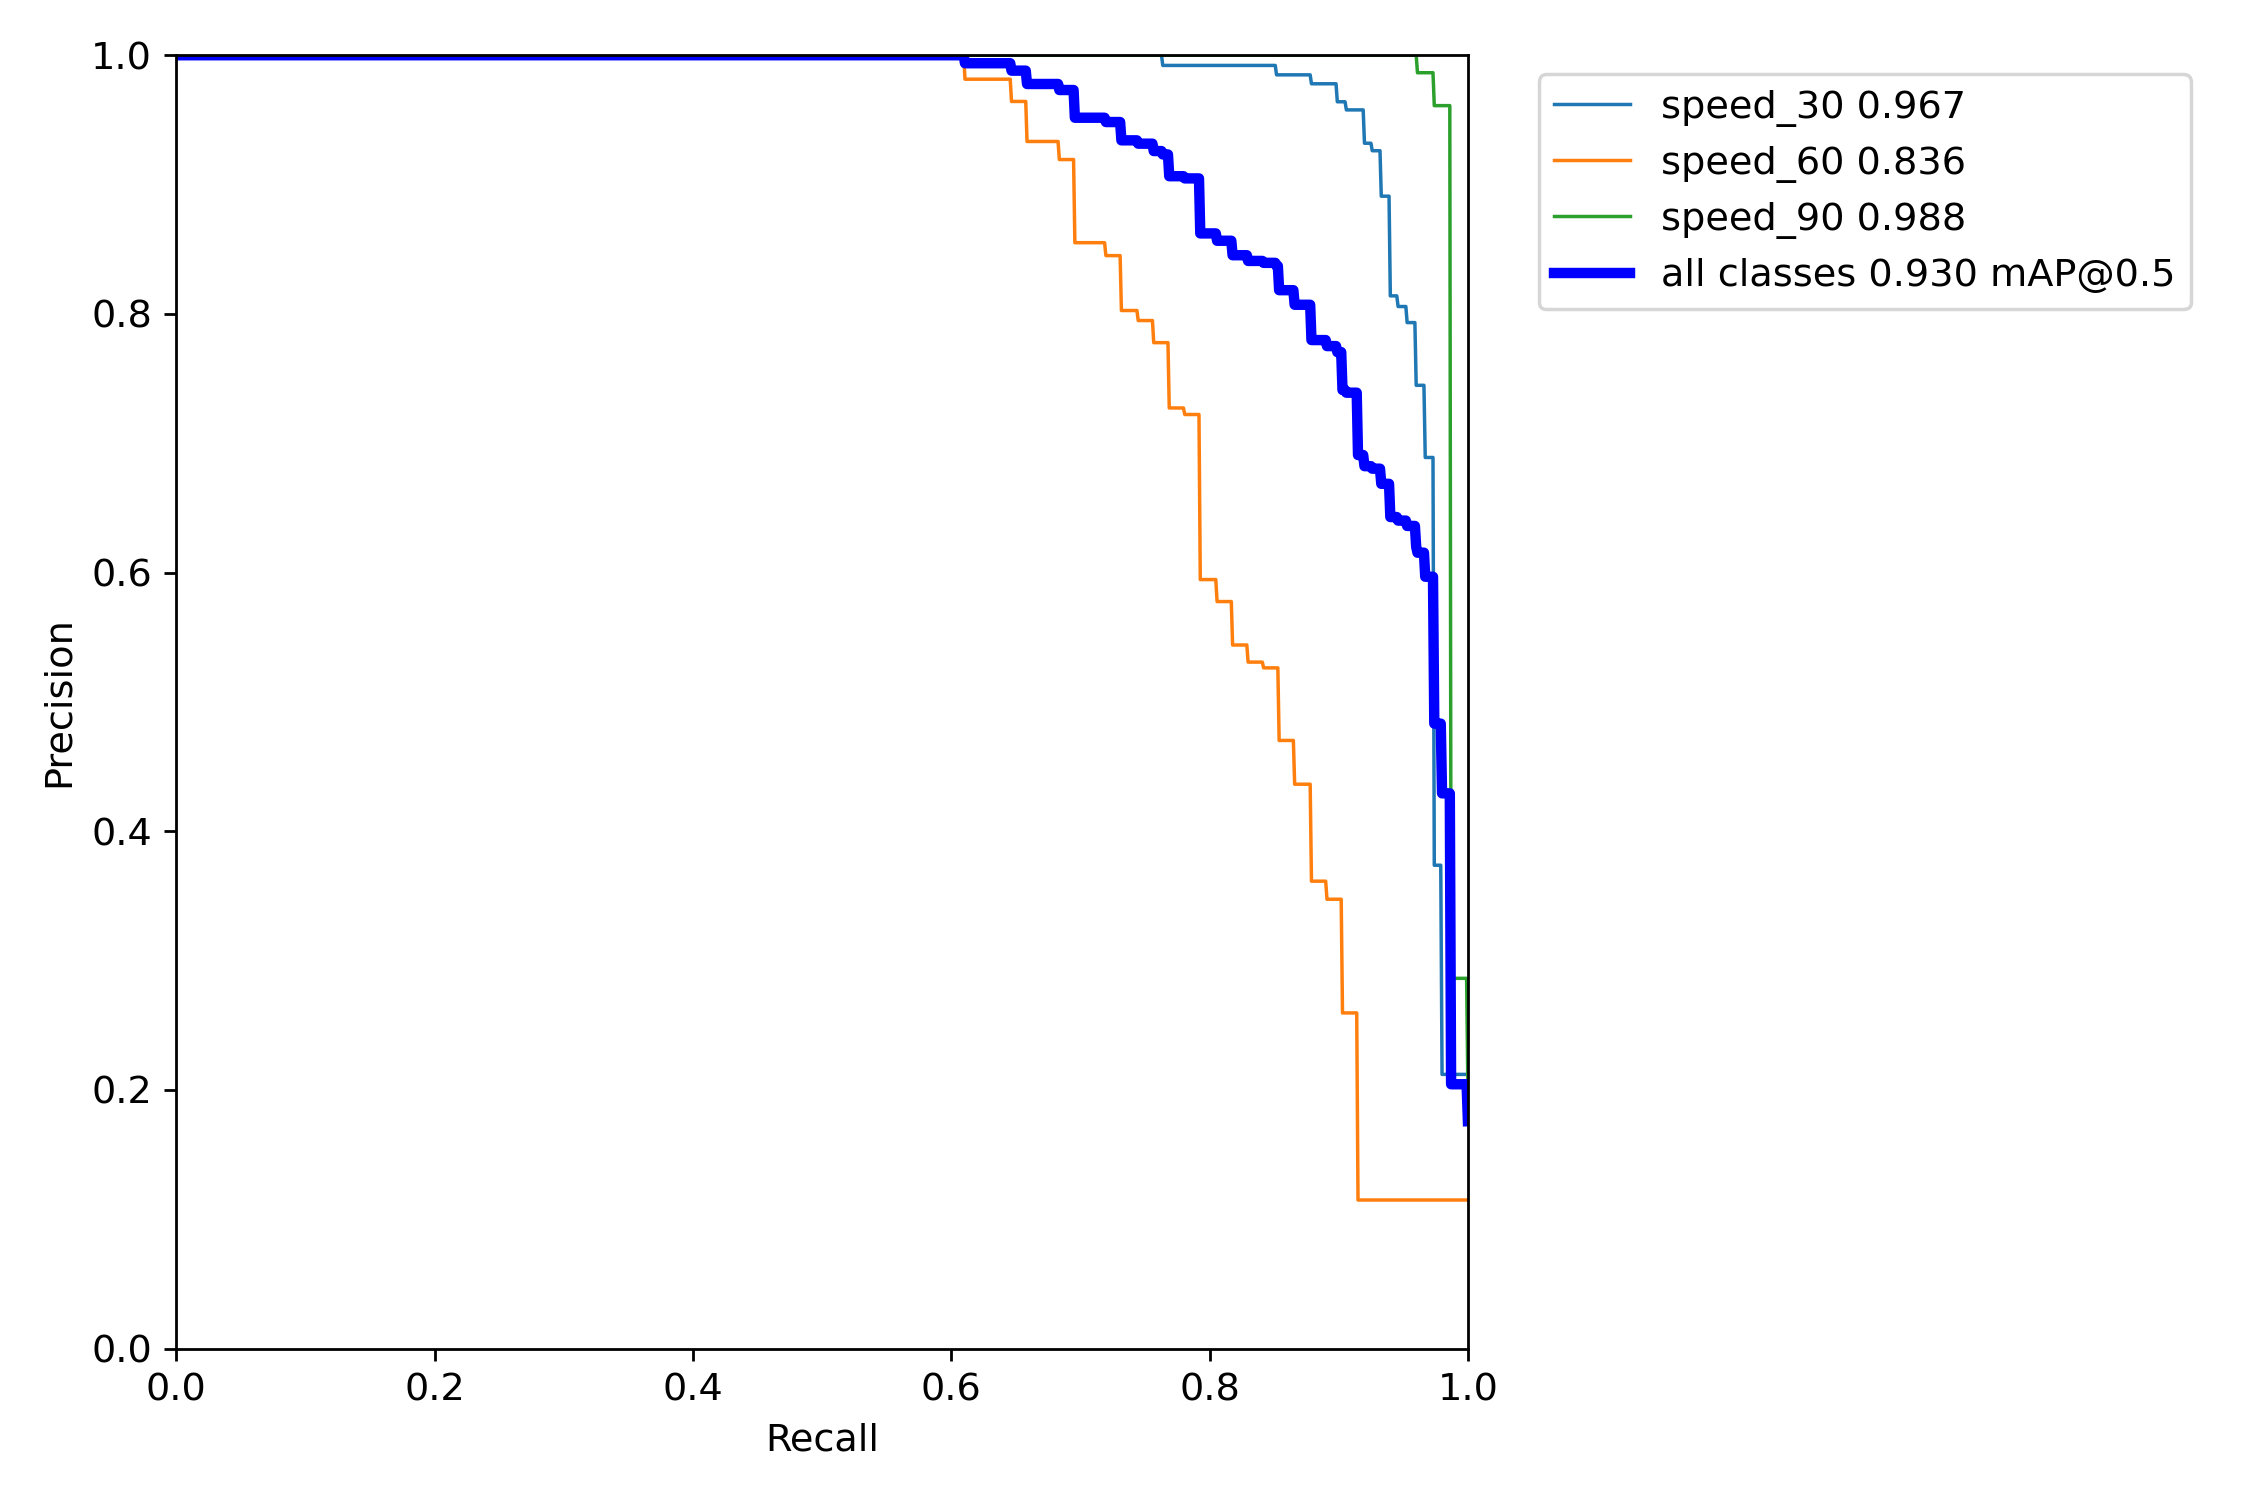 1.0
0.8
0.6
0.4
0.2
0.0
0.0 0.2 0.4 0.6 0.8 1.0
Precision
Recall
speed_30 0.967
speed_60 0.836
speed_90 0.988
all classes 0.930 mAP@0.5